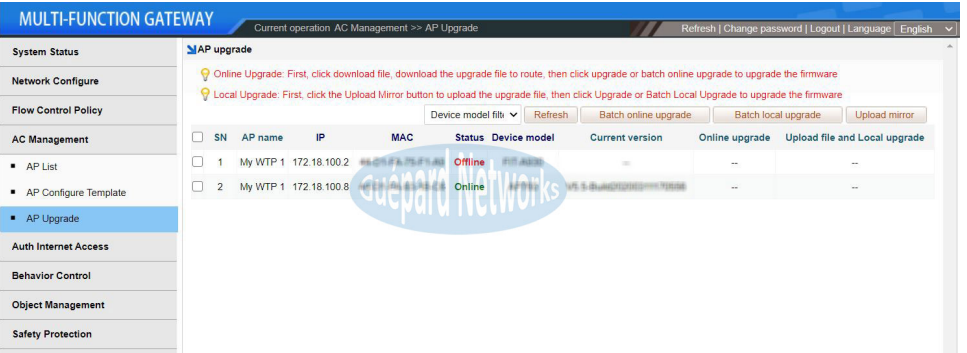 MULTI-FUNCTION GATEWAY
Current operation AC Management >> AP Upgrade
Refresh | Change password | Logout | Language English
System Status
Network Configure
Flow Control Policy
AC Management
AP List
AP Configure Template
AP Upgrade
Auth Internet Access
Behavior Control
Object Management
Safety Protection
AP upgrade
Online Upgrade: First, click download file, download the upgrade file to route, then click upgrade or batch online upgrade to upgrade the firmware
Local Upgrade: First, click the Upload Mirror button to upload the upgrade file, then click Upgrade or Batch Local Upgrade to upgrade the firmware
Device model filt Refresh Batch online upgrade Batch local upgrade Upload mirror
SN AP name IP MAC Status Device model Current version Online upgrade Upload file and Local upgrade
1 My WTP 1 172.18.100.2 Offline -- --
2 My WTP 1 172.18.100.8 Online -- --
Guepard Networks